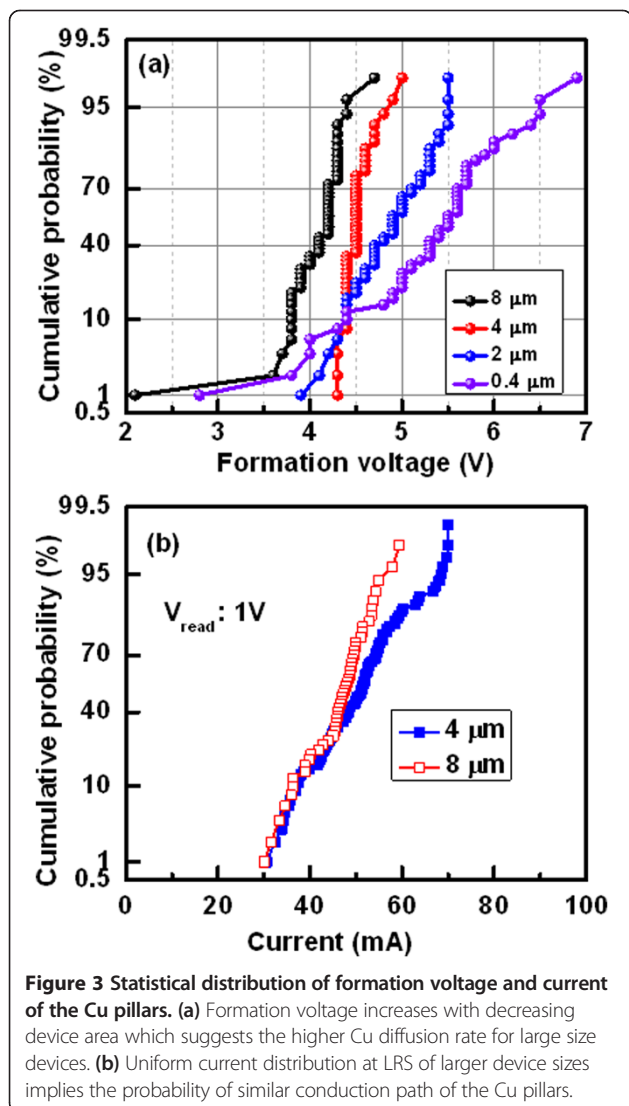 99.5
(a)
95
70
40
10
1
0.5
Cumulative probability (%)
8 μm
4 μm
2 μm
0.4 μm
2 3 4 5 6 7
Formation voltage (V)
99.5
(b)
95
V_read : 1V
70
40
10
1
0.5
Cumulative probability (%)
4 μm
8 μm
0 20 40 60 80 100
Current (mA)
Figure 3 Statistical distribution of formation voltage and current
of the Cu pillars. (a) Formation voltage increases with decreasing
device area which suggests the higher Cu diffusion rate for large size
devices. (b) Uniform current distribution at LRS of larger device sizes
implies the probability of similar conduction path of the Cu pillars.